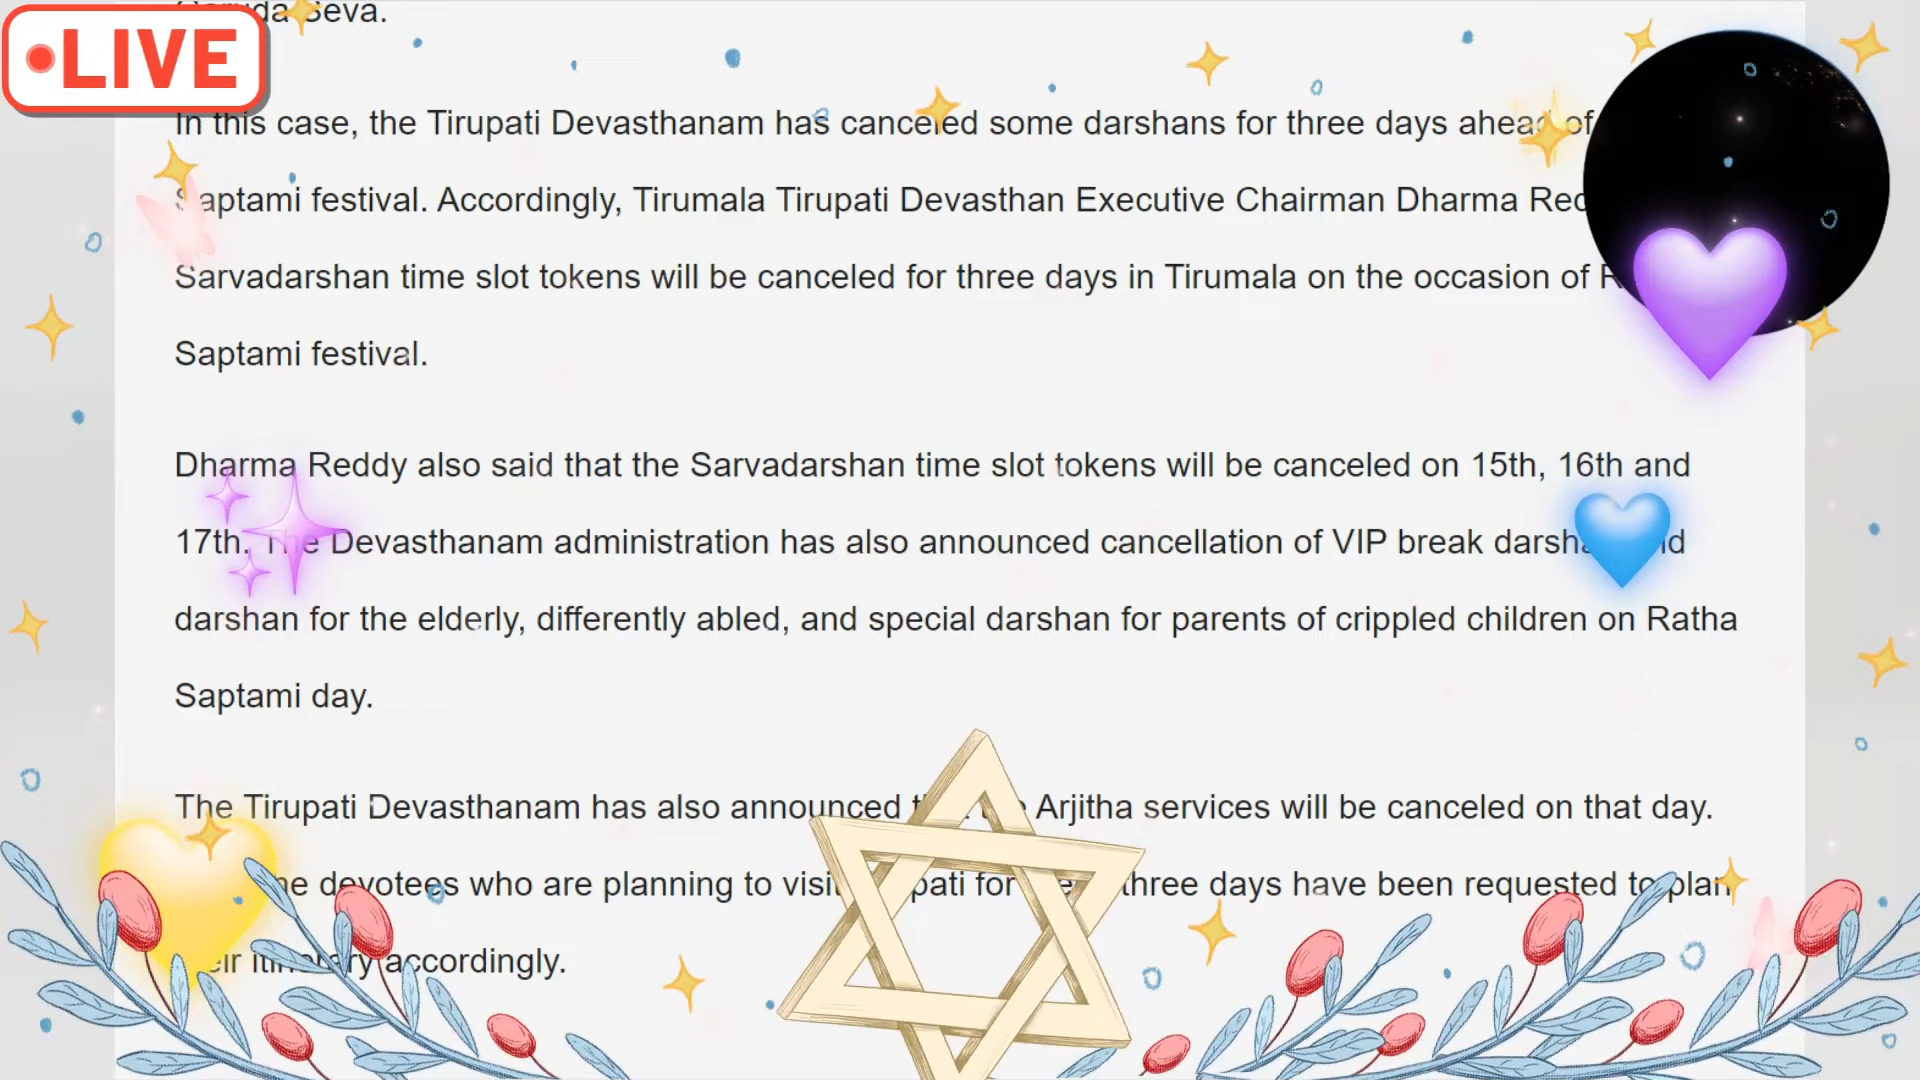 Seva.
LIVE
In this case, the Tirupati Devasthanam has canceled some darshans for three days ahead of
Saptami festival. Accordingly, Tirumala Tirupati Devasthan Executive Chairman Dharma
Sarvadarshan time slot tokens will be canceled for three days in Tirumala on the occasion of
Saptami festival.
Dharma Reddy also said that the Sarvadarshan time slot tokens will be canceled on 15th, 16th and
17th. The Devasthanam administration has also announced cancellation of VIP break darshan and
darshan for the elderly, differently abled, and special darshan for parents of crippled children on Ratha
Saptami day.
The Tirupati Devasthanam has also announced Arjitha services will be canceled on that day.
devotees who are planning to visit for three days have been requested to plan
itinerary accordingly.